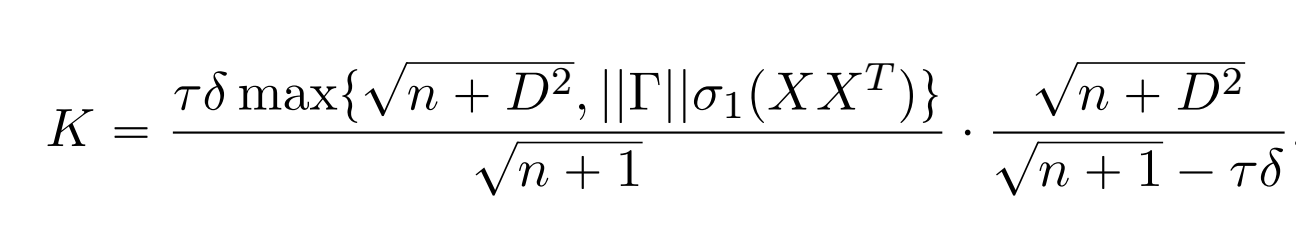 $K = \frac{\tau\delta \max\{\sqrt{n + D^2}, ||\Gamma||\sigma_1(XX^T)\}}{\sqrt{n + 1}} \cdot \frac{\sqrt{n + D^2}}{\sqrt{n + 1} - \tau\delta}.$